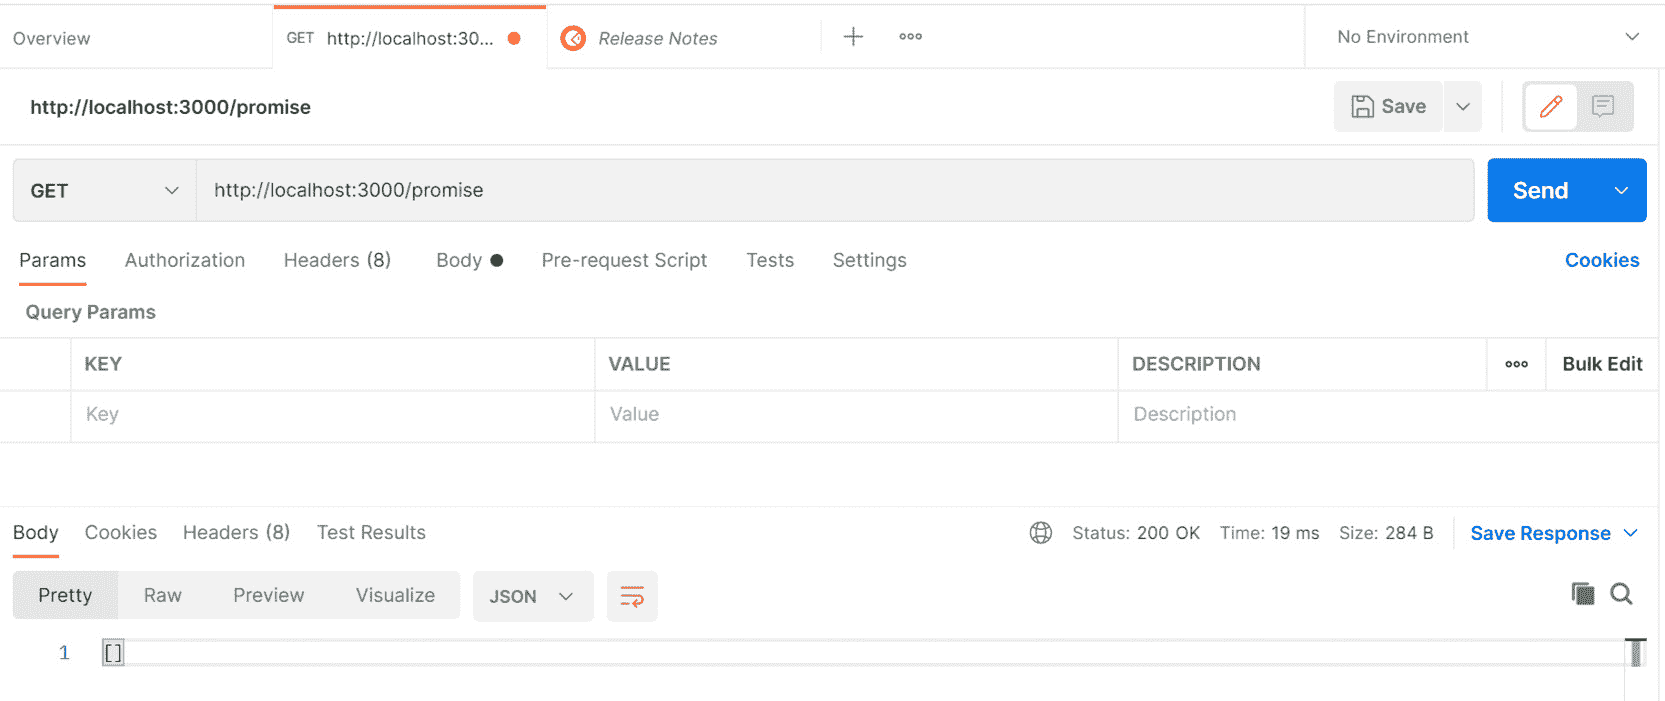 Overview GET http://localhost:30... Release Notes No Environment
http://localhost:3000/promise Save
GET http://localhost:3000/promise Send
Params Authorization Headers (8) Body Pre-request Script Tests Settings Cookies
Query Params
KEY VALUE DESCRIPTION Bulk Edit
Key Value Description
Body Cookies Headers (8) Test Results Status: 200 OK Time: 19 ms Size: 284 B Save Response
Pretty Raw Preview Visualize JSON
1 []